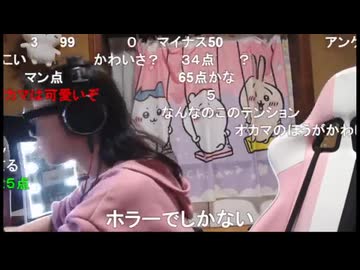 3 99 0 マイナス50 アンケ
こい かわいさ? 34点 ?
マン点 65点かな
カマは可愛いぞ 5
なんなのこのテンション
オカマのほうがかわい
る
5点
ホラーでしかない